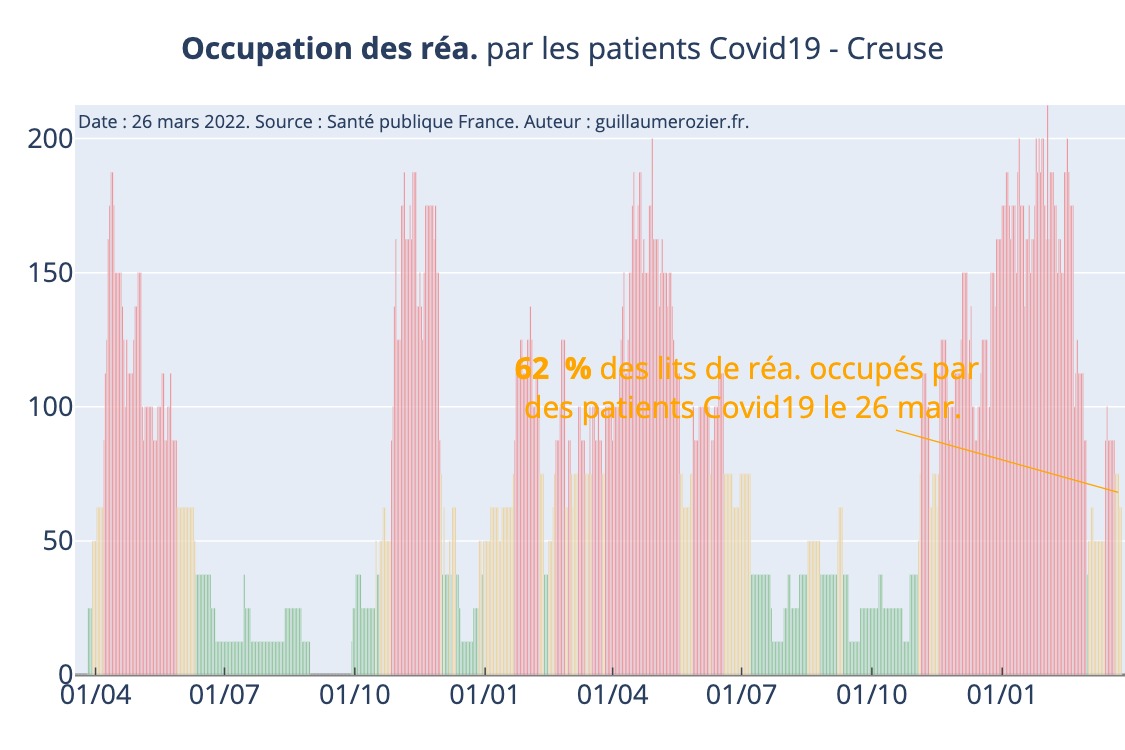 Occupation des réa. par les patients Covid19 - Creuse
Date : 26 mars 2022. Source : Santé publique France. Auteur : guillaumerozier.fr.
200
150
100
50
0
62 % des lits de réa. occupés par
des patients Covid19 le 26 mar.
01/04 01/07 01/10 01/01 01/04 01/07 01/10 01/01